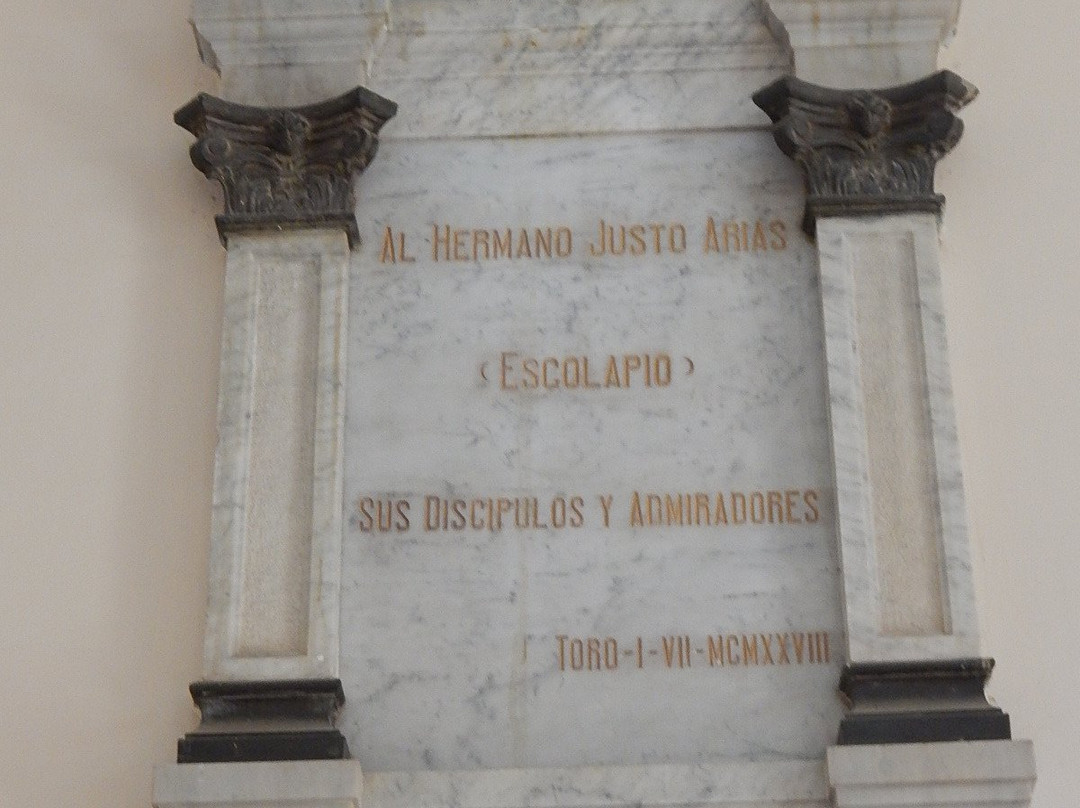 AL HERMANO JUSTO ARIAS
(ESCOLAPIO)
SUS DISCIPULOS Y ADMIRADORES
TORO-I-VII-MCMXXVIII